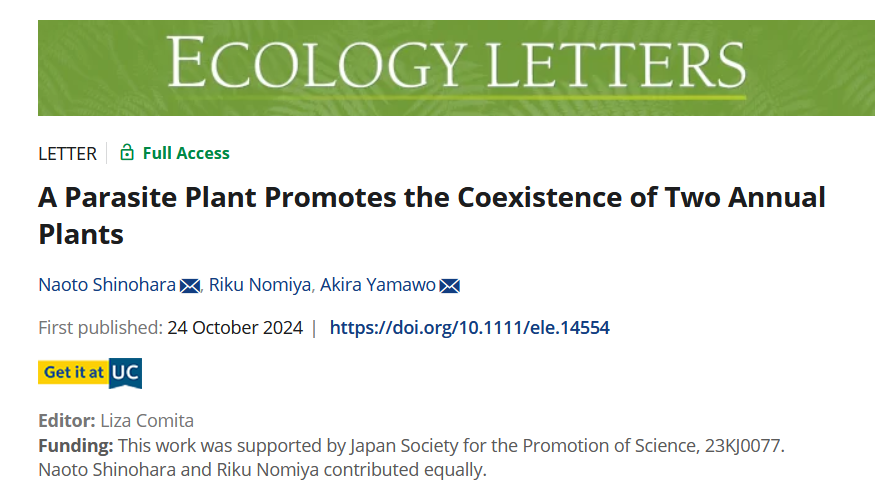 ECOLOGY LETTERS
LETTER Full Access
A Parasite Plant Promotes the Coexistence of Two Annual
Plants
Naoto Shinohara, Riku Nomiya, Akira Yamawo
First published: 24 October 2024 | https://doi.org/10.1111/ele.14554
Get it at UC
Editor: Liza Comita
Funding: This work was supported by Japan Society for the Promotion of Science, 23KJ0077.
Naoto Shinohara and Riku Nomiya contributed equally.